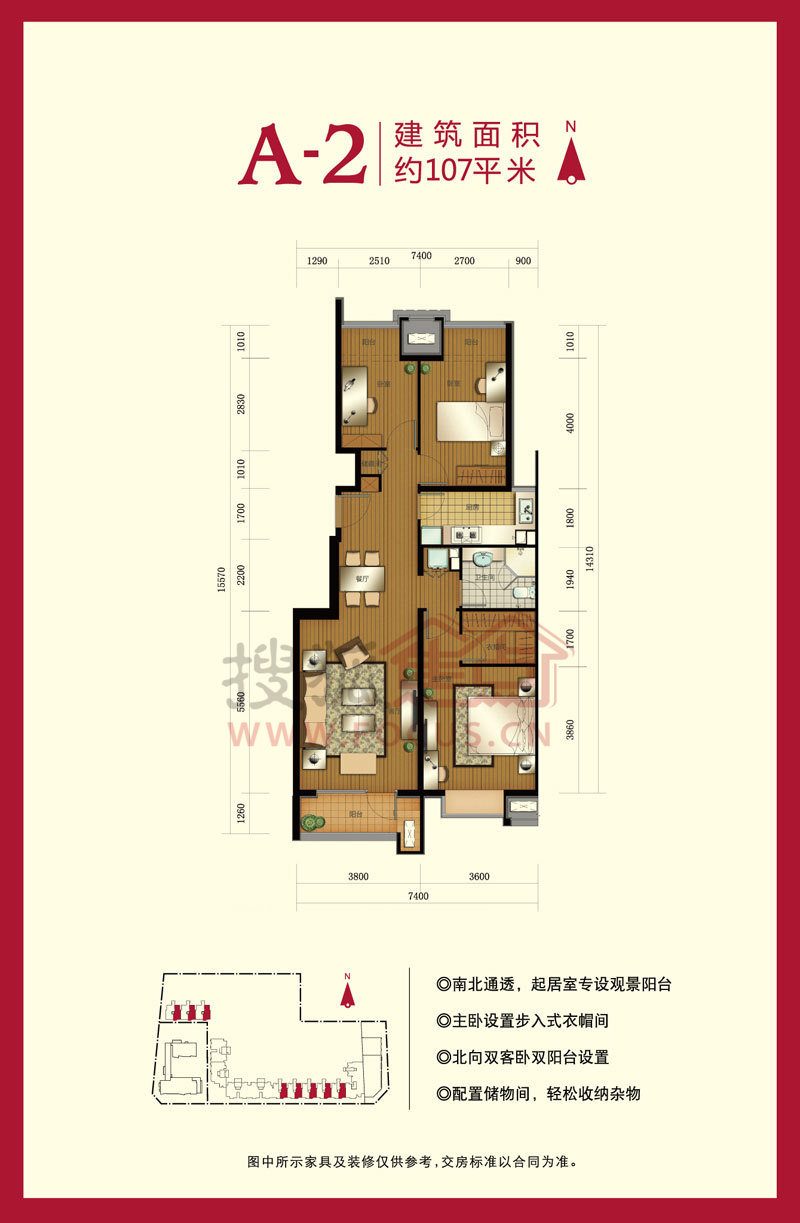 A-2
建筑面积
约107平米
N
7400
1290 2510 2700 900
阳台 阳台
卧室 卧室
储藏间
厨房
餐厅
卫生间
衣帽间
主卧室
客厅
阳台
1010
2830
1010
1700
2200
5560
1260
15570
1010
4000
1800
1940
1700
3860
14310
3800 3600
7400
搜狐
WWW.FOCUS.CN
N
◎南北通透，起居室专设观景阳台
◎主卧设置步入式衣帽间
◎北向双客卧双阳台设置
◎配置储物间，轻松收纳杂物
图中所示家具及装修仅供参考，交房标准以合同为准。